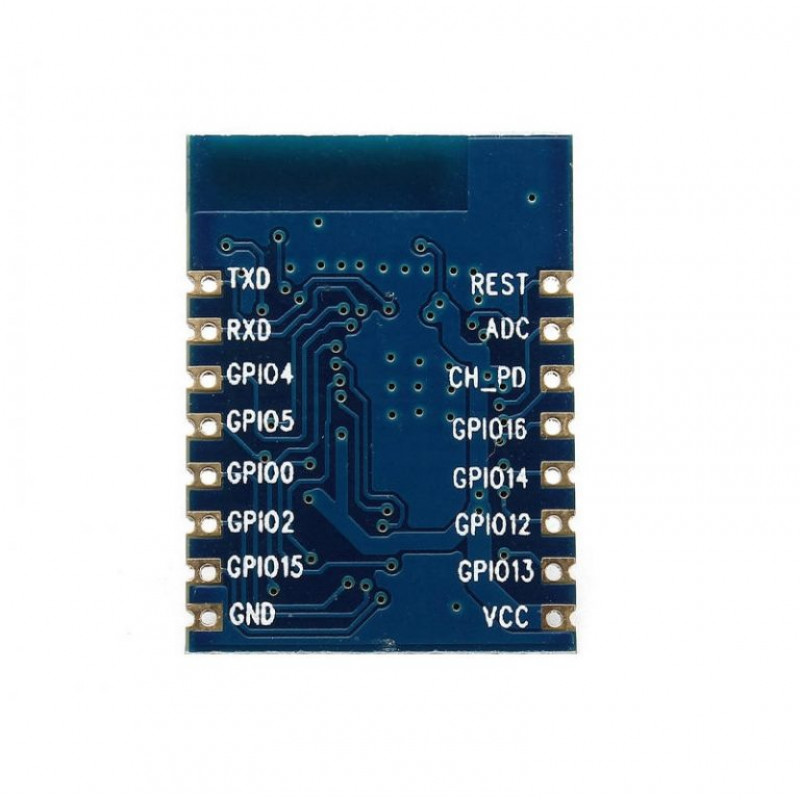 TXD
RXD
GPIO4
GPIO5
GPIO0
GPIO2
GPIO15
GND
REST
ADC
CH_PD
GPIO16
GPIO14
GPIO12
GPIO13
VCC